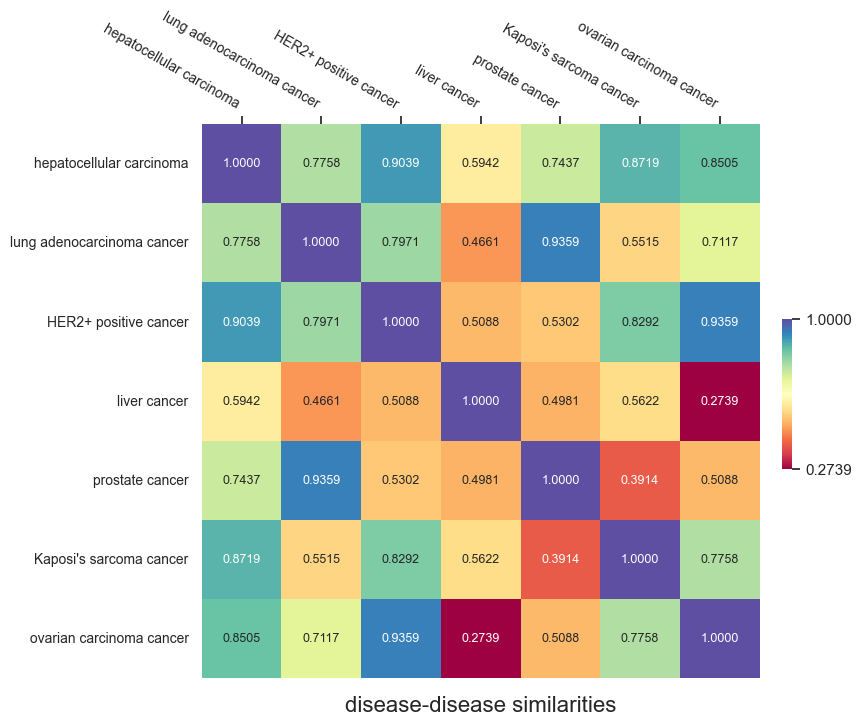 hepatocellular carcinoma
lung adenocarcinoma cancer
HER2+ positive cancer
liver cancer
prostate cancer
Kaposi's sarcoma cancer
ovarian carcinoma cancer
hepatocellular carcinoma 1.0000 0.7758 0.9039 0.5942 0.7437 0.8719 0.8505
lung adenocarcinoma cancer 0.7758 1.0000 0.7971 0.4661 0.9359 0.5515 0.7117
HER2+ positive cancer 0.9039 0.7971 1.0000 0.5088 0.5302 0.8292 0.9359
1.0000
liver cancer 0.5942 0.4661 0.5088 1.0000 0.4981 0.5622 0.2739
0.2739
prostate cancer 0.7437 0.9359 0.5302 0.4981 1.0000 0.3914 0.5088
Kaposi's sarcoma cancer 0.8719 0.5515 0.8292 0.5622 0.3914 1.0000 0.7758
ovarian carcinoma cancer 0.8505 0.7117 0.9359 0.2739 0.5088 0.7758 1.0000
disease-disease similarities